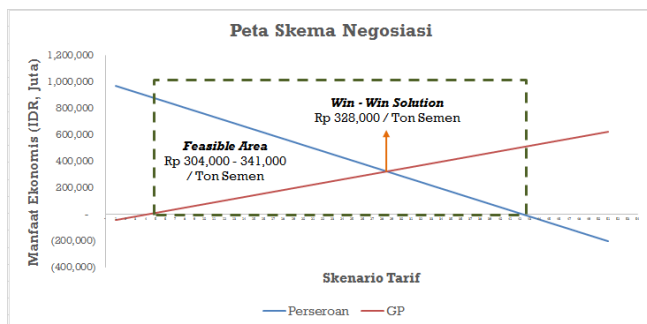 Peta Skema Negosiasi
Manfaat Ekonomis (IDR, Juta)
1,200,000
1,000,000
800,000
600,000
400,000
200,000
-
(200,000)
(400,000)
Win - Win Solution
Rp 328,000 / Ton Semen
Feasible Area
Rp 304,000 - 341,000
/ Ton Semen
Skenario Tarif
Perseroan
GP